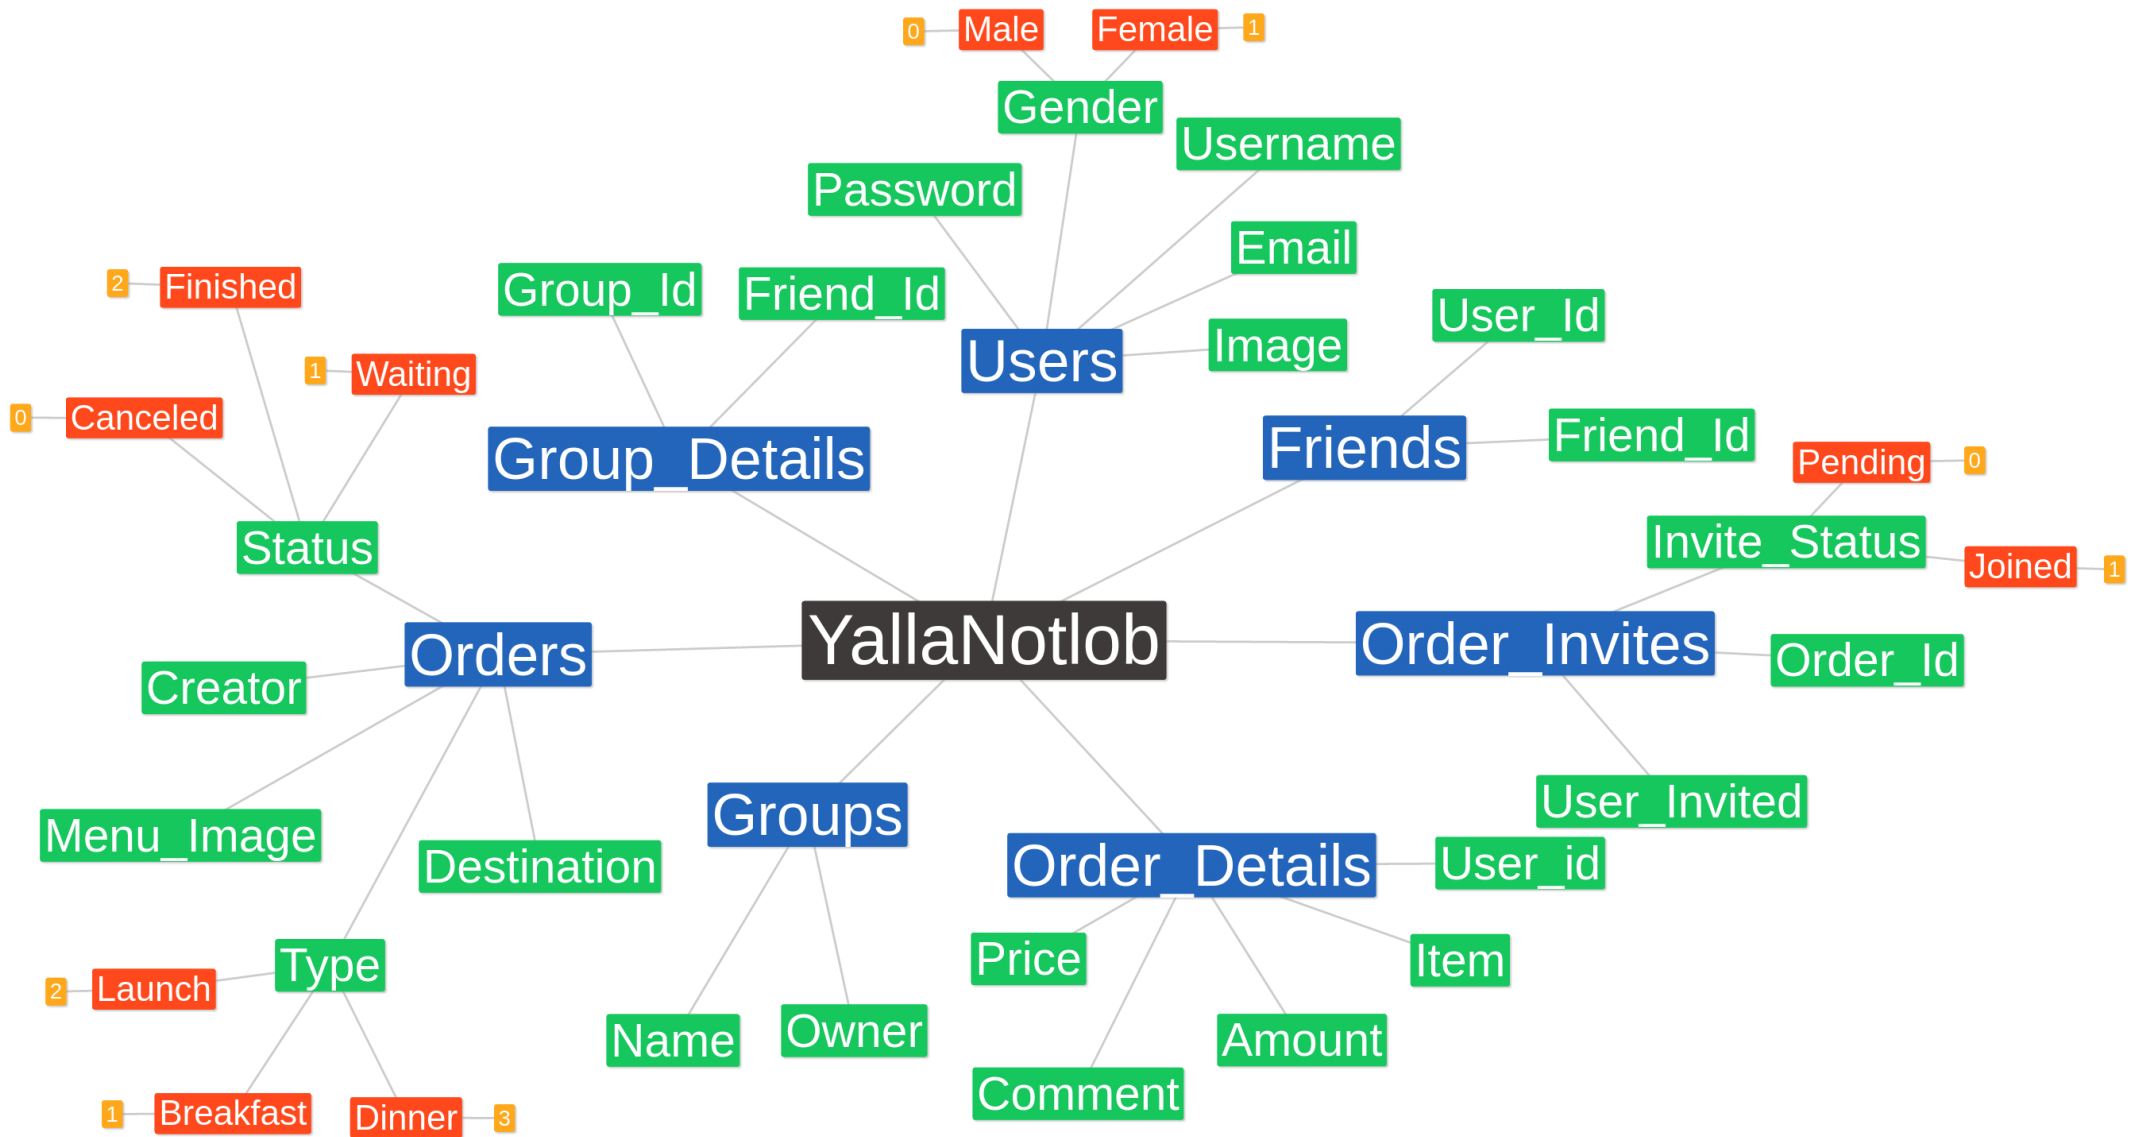 0
Male
Female
1
Gender
Username
Password
Email
Group_Id
Friend_Id
Image
User_Id
2
Finished
Users
1
Waiting
0
Canceled
Group_Details
Friends
Friend_Id
Pending
0
Status
Invite_Status
Joined
1
Orders
YallaNotlob
Order_Invites
Order_Id
Creator
Menu_Image
Destination
Groups
User_Invited
Order_Details
User_id
Type
Price
Item
2
Launch
Name
Owner
Amount
Comment
1
Breakfast
Dinner
3